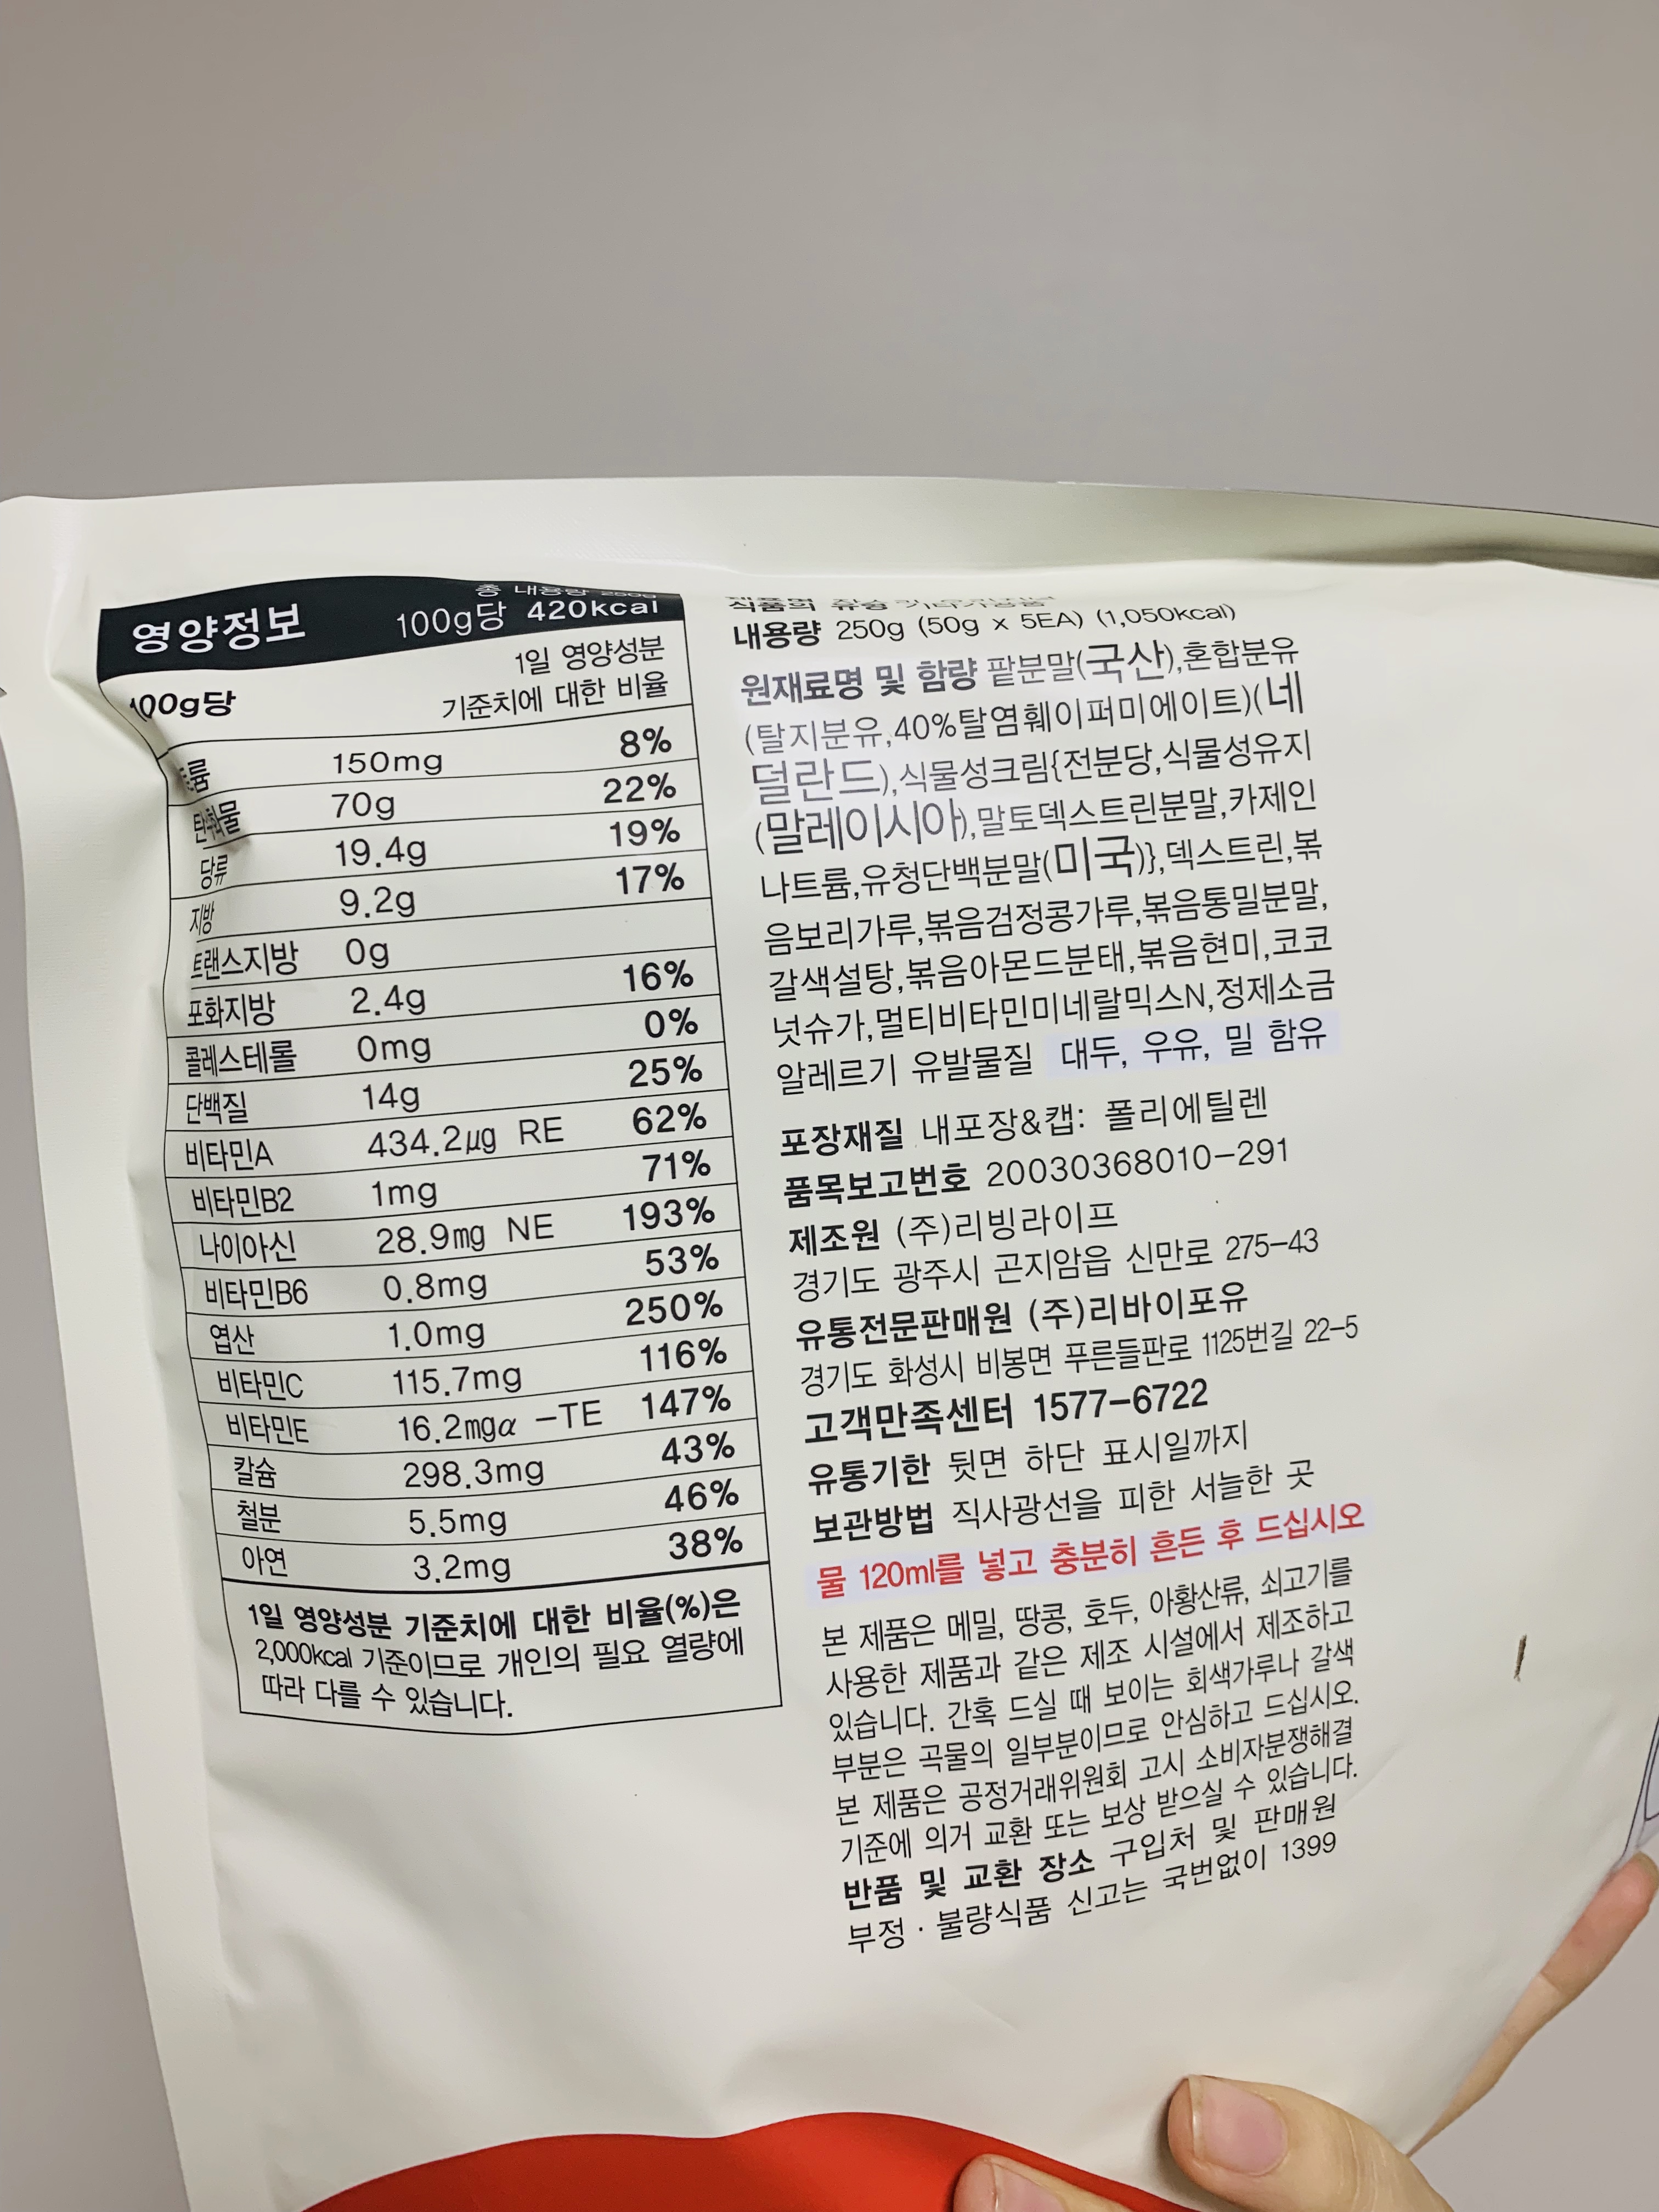 영양정보
총 내용량 250g
100g당 420kcal
100g당
1일 영양성분
기준치에 대한 비율
150mg 8%
탄수화물 70g 22%
당류 19.4g 19%
지방 9.2g 17%
트랜스지방 0g
포화지방 2.4g 16%
콜레스테롤 0mg 0%
단백질 14g 25%
비타민A 434.2μg RE 62%
비타민B2 1mg 71%
나이아신 28.9mg NE 193%
비타민B6 0.8mg 53%
엽산 1.0mg 250%
비타민C 115.7mg 116%
비타민E 16.2mgα -TE 147%
칼슘 298.3mg 43%
철분 5.5mg 46%
아연 3.2mg 38%
1일 영양성분 기준치에 대한 비율(%)은
2,000kcal 기준이므로 개인의 필요 열량에
따라 다를 수 있습니다.
식품의 유형
내용량 250g (50g x 5EA) (1,050kcal)
원재료명 및 함량 팥분말(국산),혼합분유
(탈지분유,40%탈염훼이퍼미에이트)(네
덜란드),식물성크림{전분당,식물성유지
(말레이시아),말토덱스트린분말,카제인
나트륨,유청단백분말(미국)},덱스트린,볶
음보리가루,볶음검정콩가루,볶음통밀분말,
갈색설탕,볶음아몬드분태,볶음현미,코코
넛슈가,멀티비타민미네랄믹스N,정제소금
알레르기 유발물질 대두, 우유, 밀 함유
포장재질 내포장&캡: 폴리에틸렌
품목보고번호 20030368010-291
제조원 (주)리빙라이프
경기도 광주시 곤지암읍 신만로 275-43
유통전문판매원 (주)리바이포유
경기도 화성시 비봉면 푸른들판로 1125번길 22-5
고객만족센터 1577-6722
유통기한 뒷면 하단 표시일까지
보관방법 직사광선을 피한 서늘한 곳
물 120ml를 넣고 충분히 흔든 후 드십시오
본 제품은 메밀, 땅콩, 호두, 아황산류, 쇠고기를
사용한 제품과 같은 제조 시설에서 제조하고
있습니다. 간혹 드실 때 보이는 회색가루나 갈색
부분은 곡물의 일부분이므로 안심하고 드십시오.
본 제품은 공정거래위원회 고시 소비자분쟁해결
기준에 의거 교환 또는 보상 받으실 수 있습니다.
반품 및 교환 장소 구입처 및 판매원
부정 · 불량식품 신고는 국번없이 1399